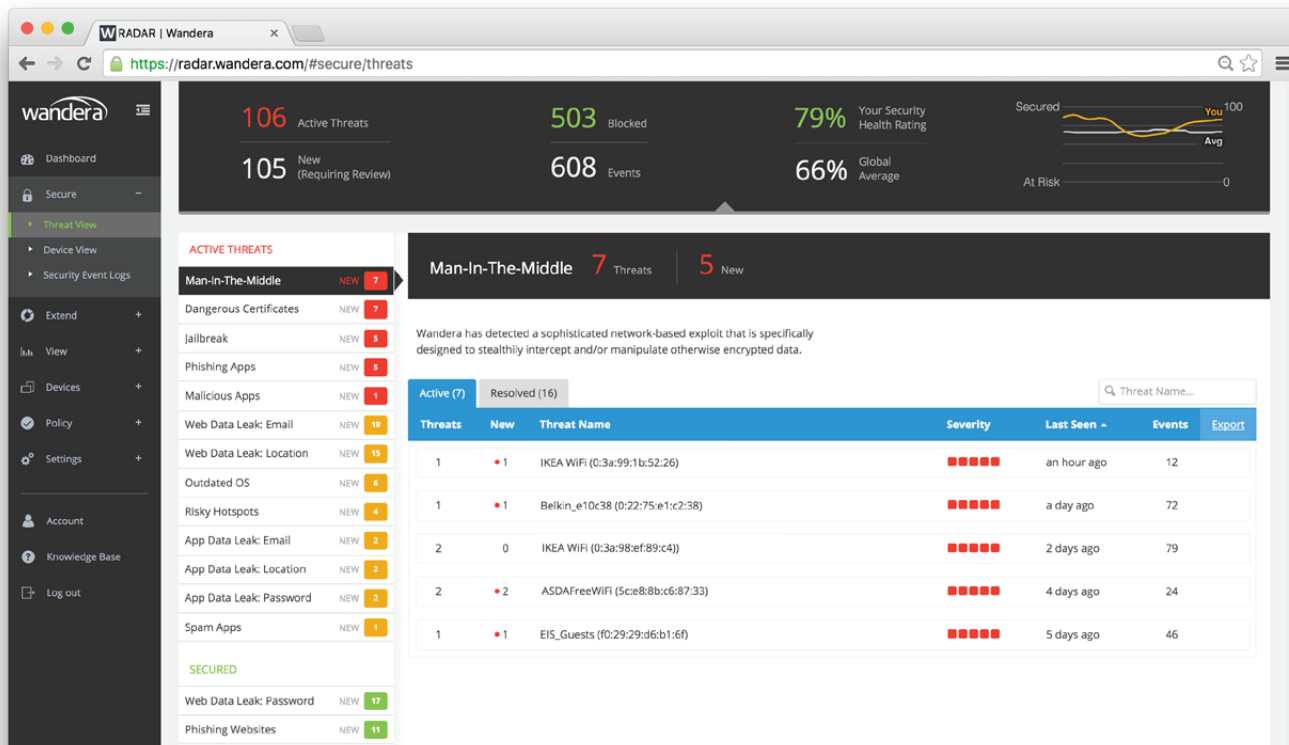 W RADAR | Wandera
https://radar.wandera.com/#secure/threats
wandera
Dashboard
Secure
Threat View
Device View
Security Event Logs
Extend
View
Devices
Policy
Settings
Account
Knowledge Base
Log out
106 Active Threats
105 New
(Requiring Review)
503 Blocked
608 Events
79% Your Security
Health Rating
66% Global
Average
Secured 100
You
Avg
At Risk 0
ACTIVE THREATS
Man-In-The-Middle NEW 7
Dangerous Certificates NEW 7
Jailbreak NEW 5
Phishing Apps NEW 5
Malicious Apps NEW 1
Web Data Leak: Email NEW 19
Web Data Leak: Location NEW 15
Outdated OS NEW 6
Risky Hotspots NEW 4
App Data Leak: Email NEW 2
App Data Leak: Location NEW 2
App Data Leak: Password NEW 2
Spam Apps NEW 1
SECURED
Web Data Leak: Password NEW 17
Phishing Websites NEW 11
Man-In-The-Middle 7 Threats 5 New
Wandera has detected a sophisticated network-based exploit that is specifically
designed to stealthily intercept and/or manipulate otherwise encrypted data.
Active (7) Resolved (16) Threat Name...
Threats New Threat Name Severity Last Seen Events Export
1 1 IKEA WiFi (0:3a:99:1b:52:26) an hour ago 12
1 1 Belkin_e10c38 (0:22:75:e1:c2:38) a day ago 72
2 0 IKEA WiFi (0:3a:98:ef:89:c4)) 2 days ago 79
2 2 ASDAFreeWiFi (5c:e8:8b:c6:87:33) 4 days ago 24
1 1 EIS_Guests (f0:29:29:d6:b1:6f) 5 days ago 46